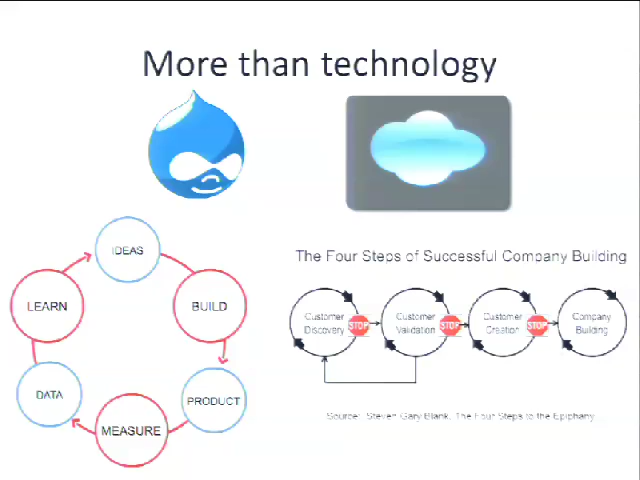 More than technology
IDEAS
LEARN
BUILD
DATA
PRODUCT
MEASURE
The Four Steps of Successful Company Building
Customer
Discovery
STOP
Customer
Validation
STOP
Customer
Creation
STOP
Company
Building
Source: Steven Gary Blank, The Four Steps to the Epiphany